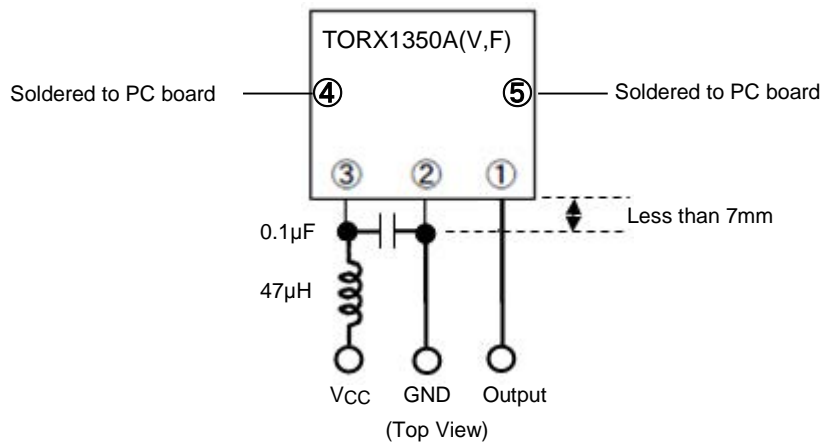 TORX1350A(V,F)
Soldered to PC board ④ ⑤ Soldered to PC board
③ ② ①
Less than 7mm
0.1µF
47µH
VCC GND Output
(Top View)